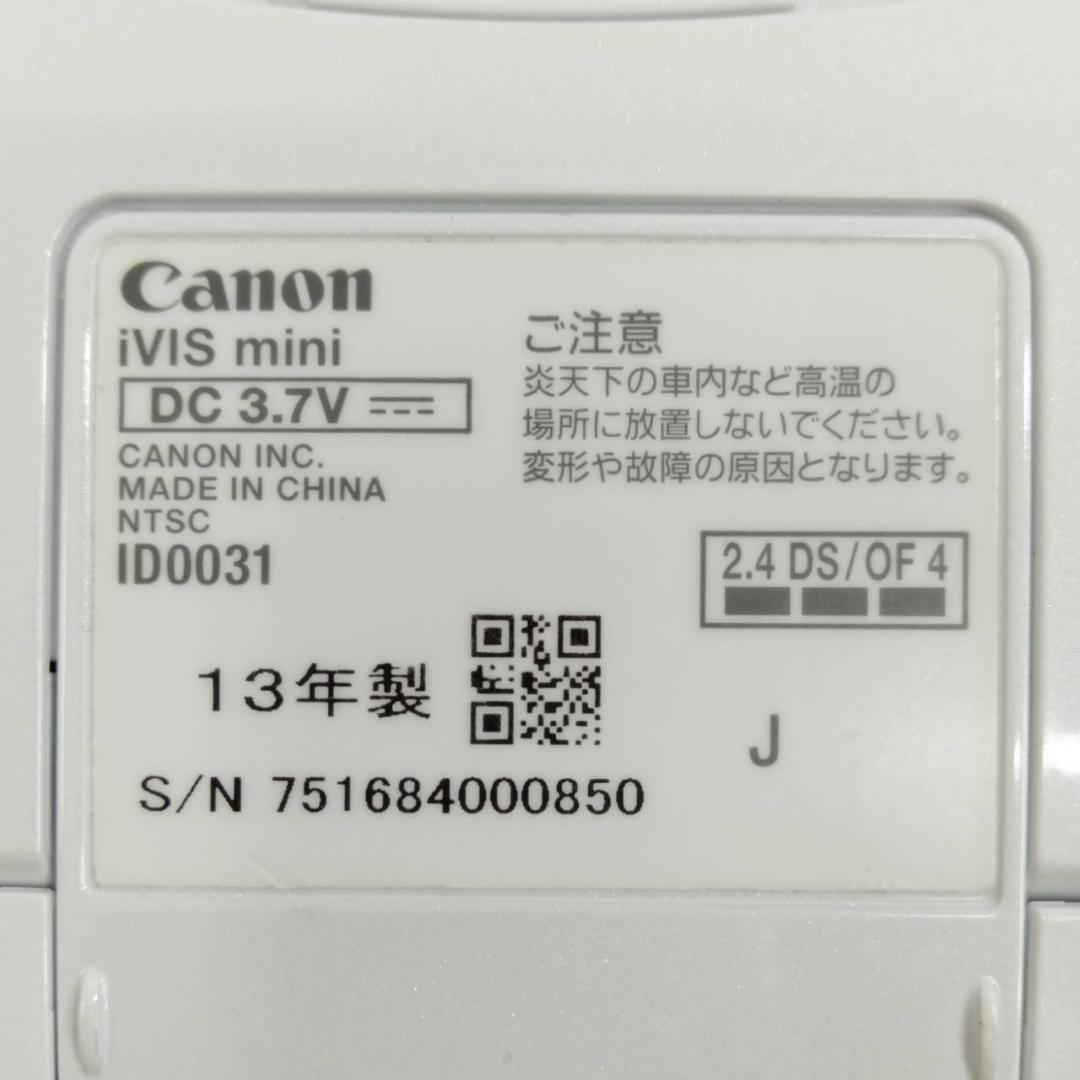 Canon
iVIS mini
DC 3.7V
CANON INC.
MADE IN CHINA
NTSC
ID0031
ご注意
炎天下の車内など高温の
場所に放置しないでください。
変形や故障の原因となります。
2.4 DS/OF 4
13年製
J
S/N 751684000850